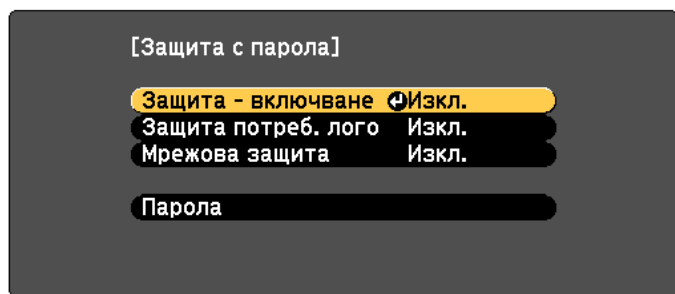 [Защита с парола]
Защита - включване Изкл.
Защита потреб. лого Изкл.
Мрежова защита Изкл.
Парола